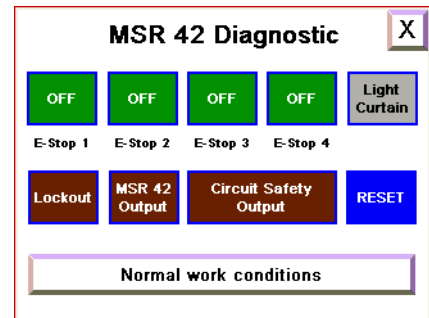 MSR 42 Diagnostic
X
OFF
OFF
OFF
OFF
Light
Curtain
E-Stop 1
E-Stop 2
E-Stop 3
E-Stop 4
Lockout
MSR 42
Output
Circuit Safety
Output
RESET
Normal work conditions